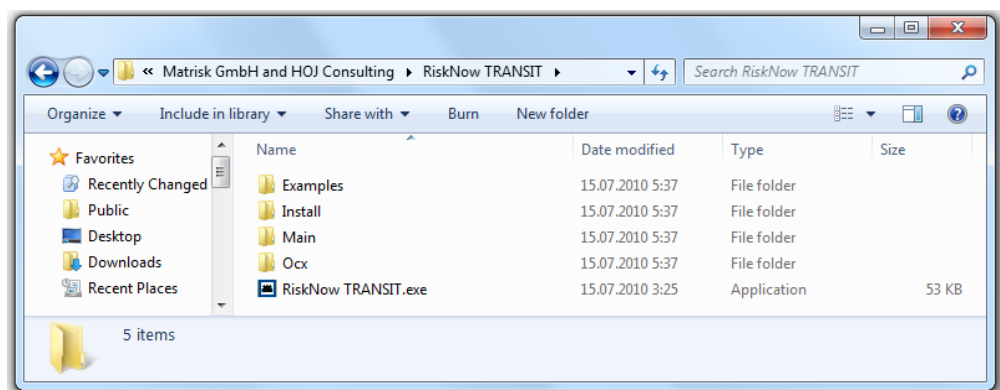 « Matrisk GmbH and HOJ Consulting RiskNow TRANSIT Search RiskNow TRANSIT
Organize Include in library Share with Burn New folder
Favorites Name Date modified Type Size
Recently Changed Examples 15.07.2010 5:37 File folder
Public Install 15.07.2010 5:37 File folder
Desktop Main 15.07.2010 5:37 File folder
Downloads Ocx 15.07.2010 5:37 File folder
Recent Places RiskNow TRANSIT.exe 15.07.2010 3:25 Application 53 KB
5 items